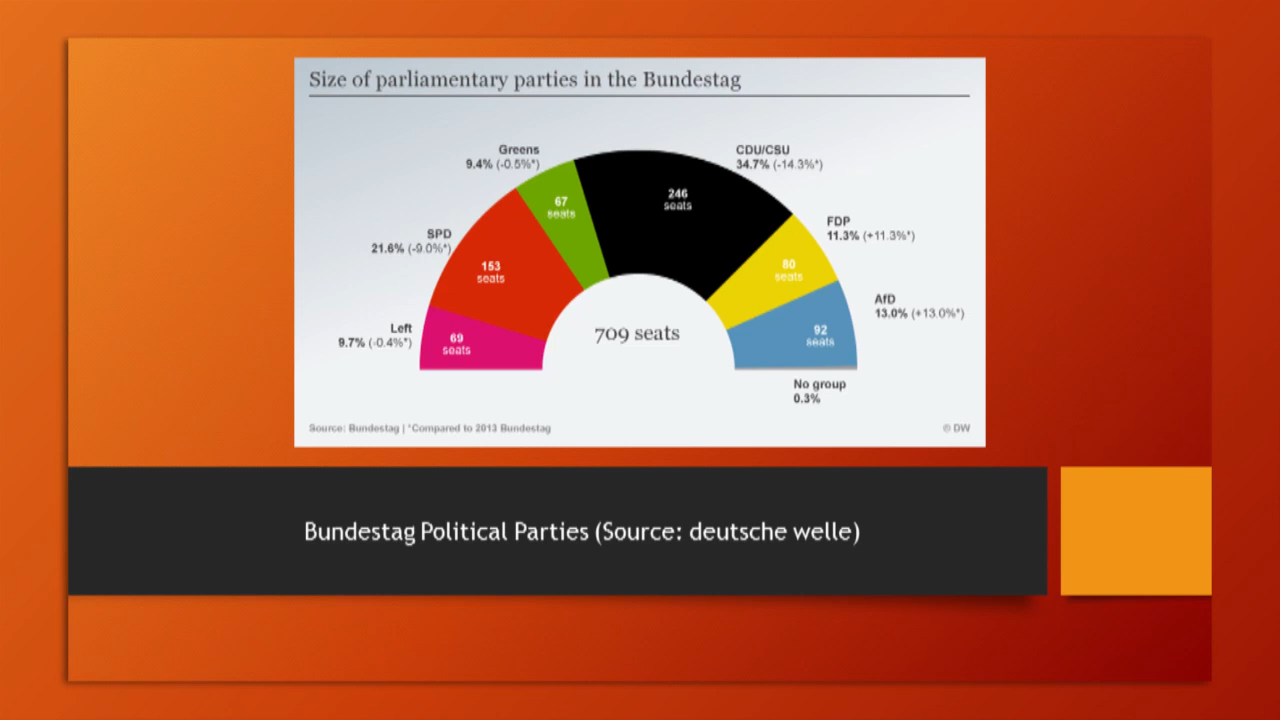 Size of parliamentary parties in the Bundestag
Greens
9.4% (-0.5%*)
CDU/CSU
34.7% (-14.3%*)
67
seats
246
seats
SPD
21.6% (-9.0%*)
FDP
11.3% (+11.3%*)
153
seats
80
seats
Left
9.7% (-0.4%*)
AfD
13.0% (+13.0%*)
69
seats
709 seats
92
seats
No group
0.3%
Source: Bundestag | *Compared to 2013 Bundestag
© DW
Bundestag Political Parties (Source: deutsche welle)